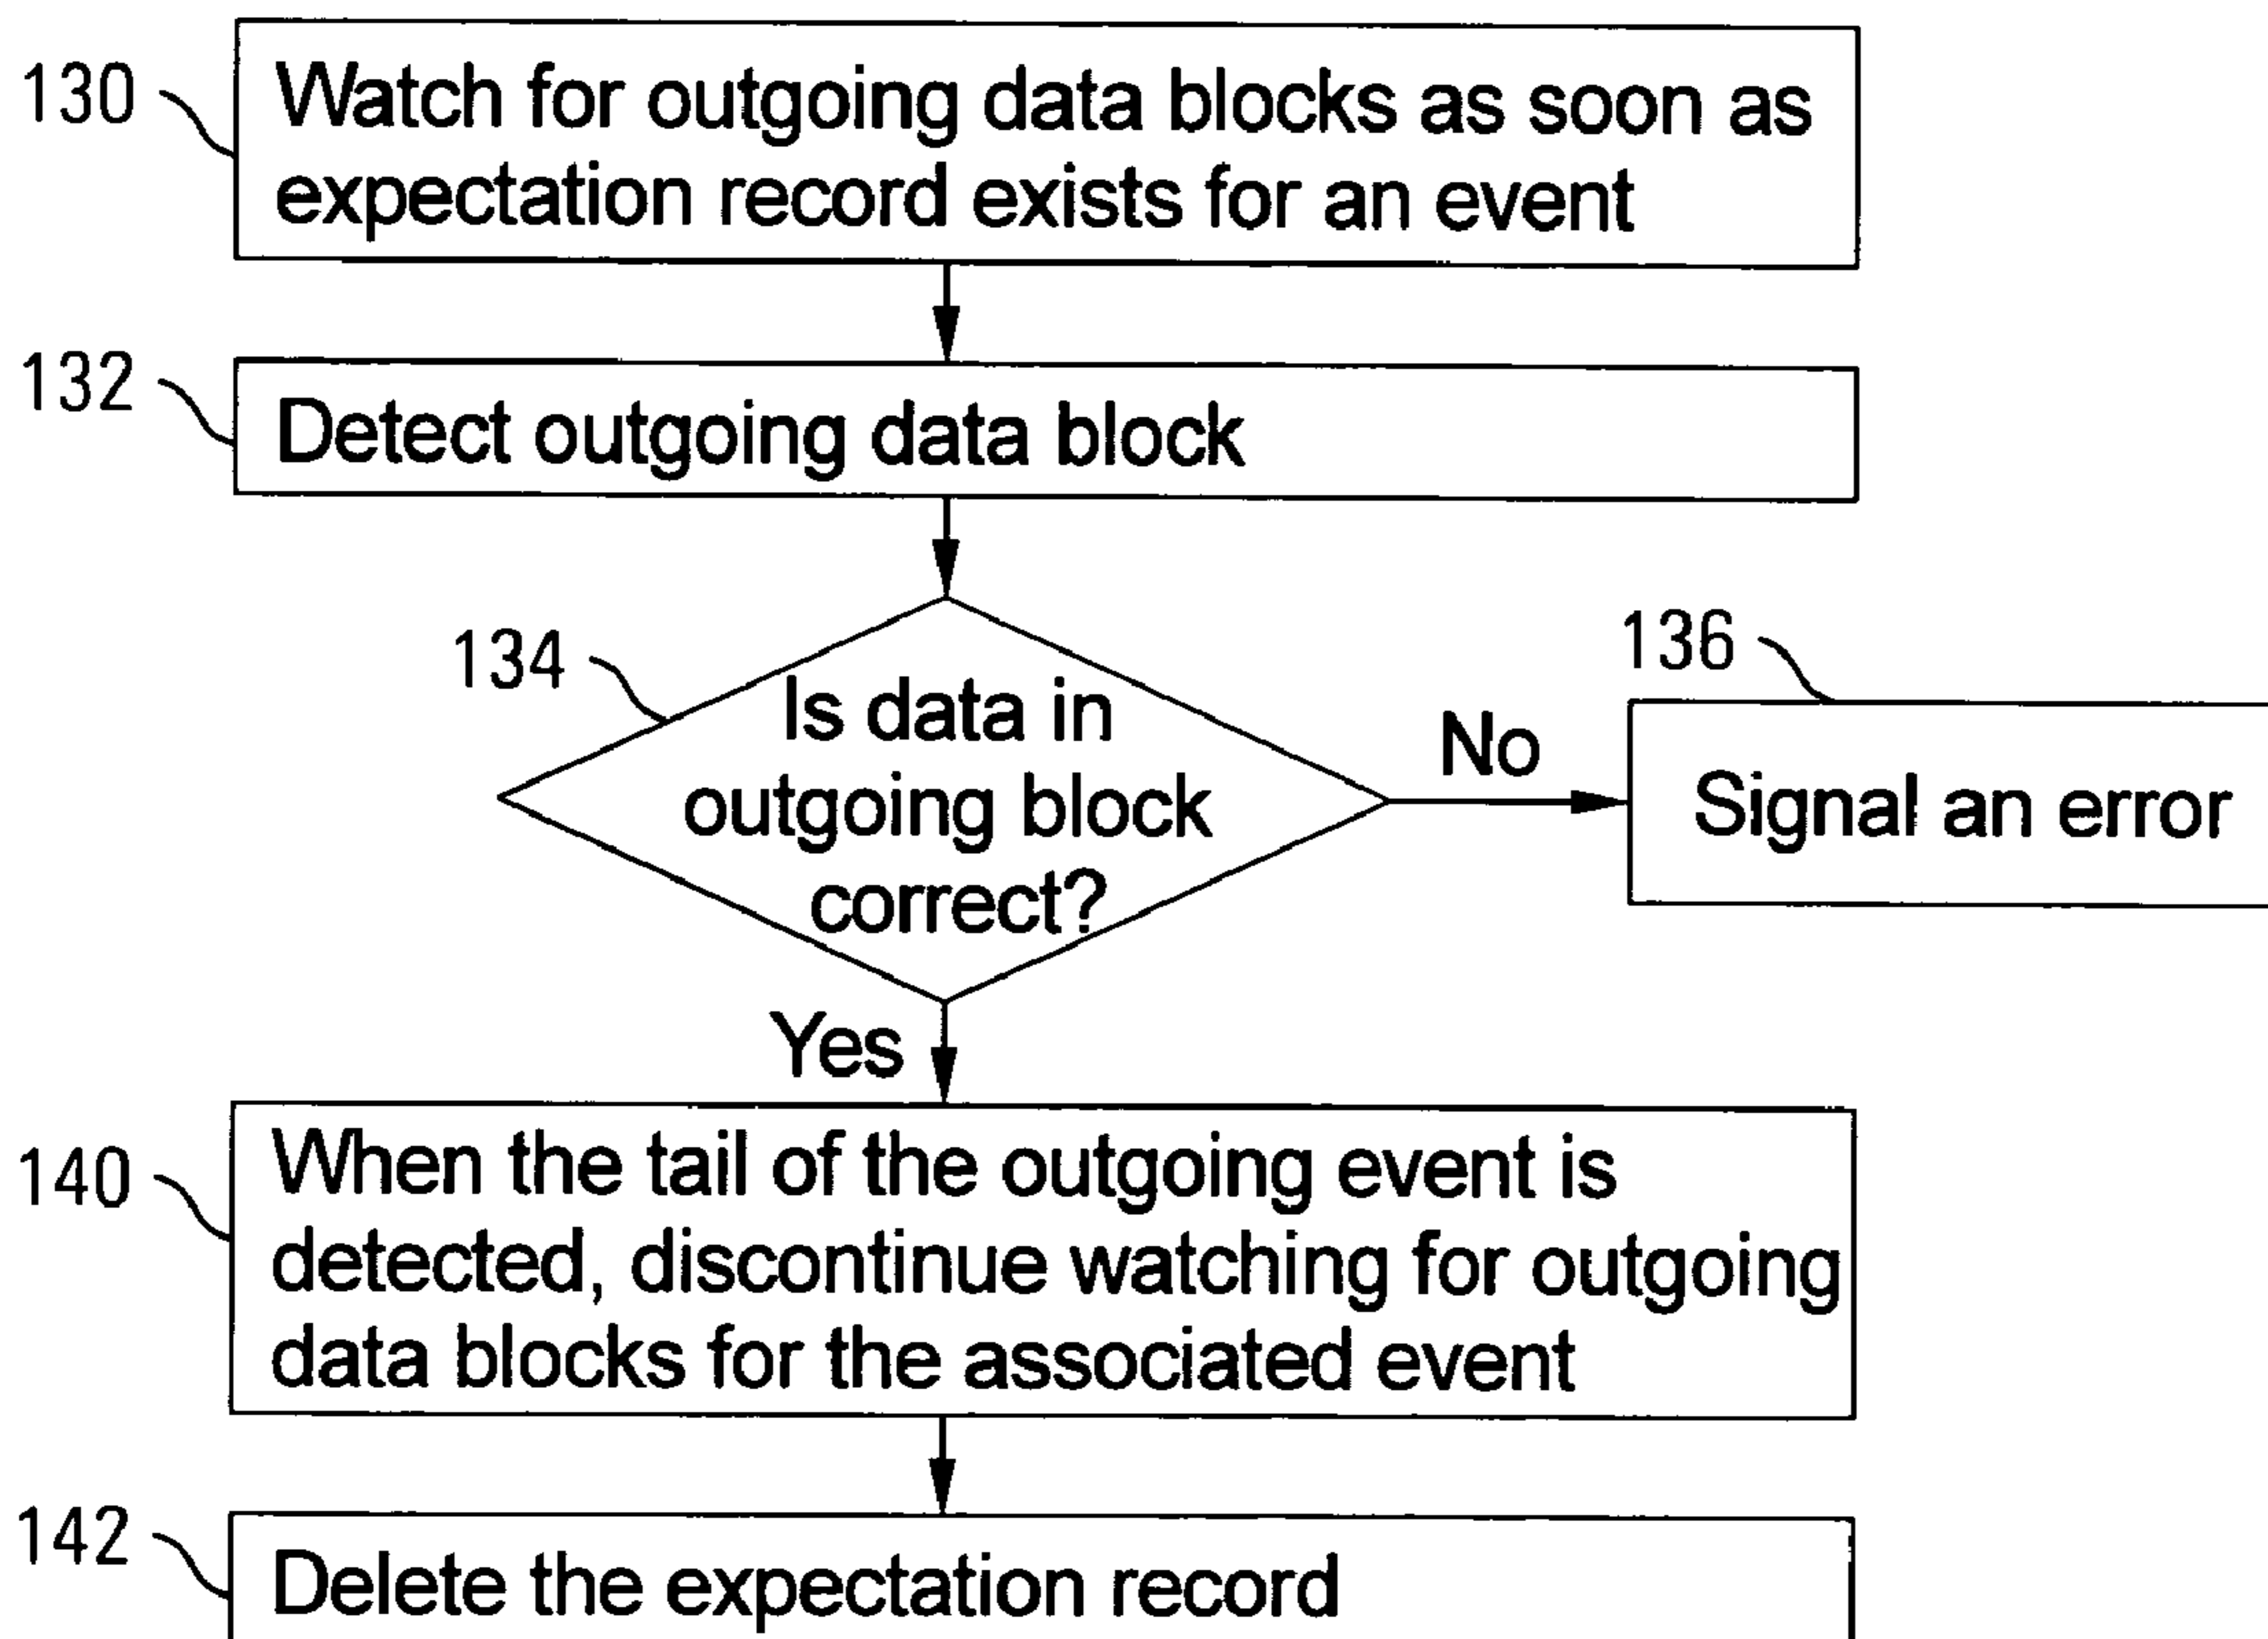 130
Watch for outgoing data blocks as soon as
expectation record exists for an event
132
Detect outgoing data block
134
Is data in
outgoing block
correct?
No
136
Signal an error
Yes
140
When the tail of the outgoing event is
detected, discontinue watching for outgoing
data blocks for the associated event
142
Delete the expectation record